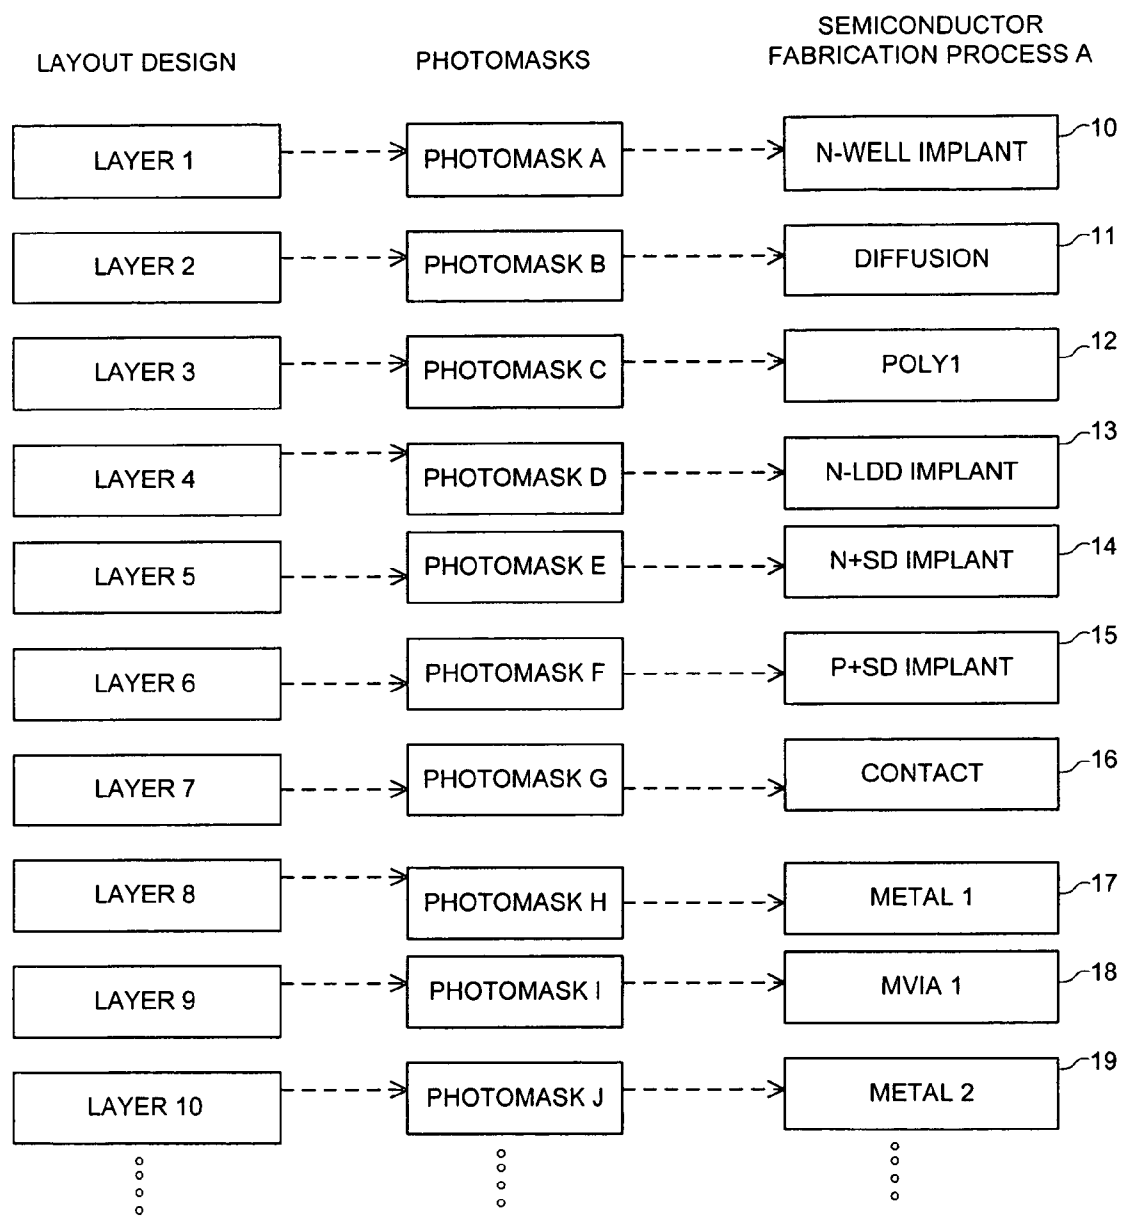 LAYOUT DESIGN
PHOTOMASKS
SEMICONDUCTOR
FABRICATION PROCESS A
LAYER 1
PHOTOMASK A
N-WELL IMPLANT
10
LAYER 2
PHOTOMASK B
DIFFUSION
11
LAYER 3
PHOTOMASK C
POLY1
12
LAYER 4
PHOTOMASK D
N-LDD IMPLANT
13
LAYER 5
PHOTOMASK E
N+SD IMPLANT
14
LAYER 6
PHOTOMASK F
P+SD IMPLANT
15
LAYER 7
PHOTOMASK G
CONTACT
16
LAYER 8
PHOTOMASK H
METAL 1
17
LAYER 9
PHOTOMASK I
MVIA 1
18
LAYER 10
PHOTOMASK J
METAL 2
19